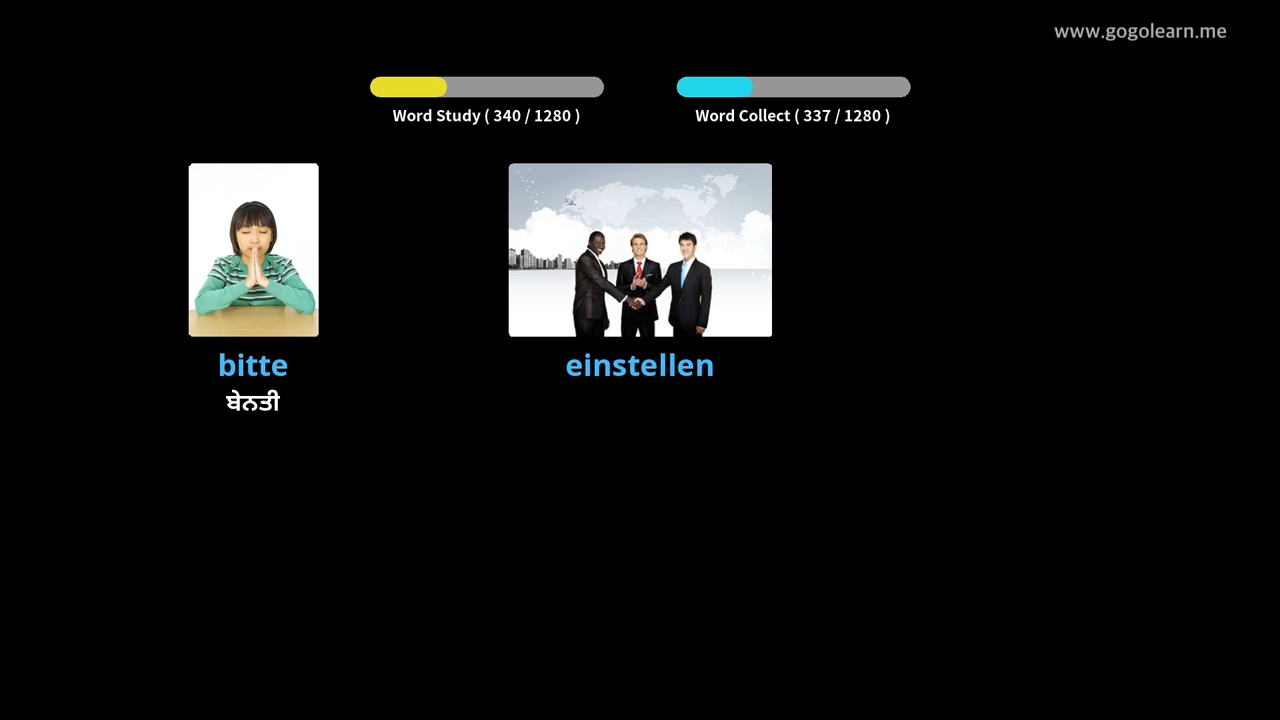 www.gogolearn.me
Word Study ( 340 / 1280 )
Word Collect ( 337 / 1280 )
bitte
ਬੇਨਤੀ
einstellen